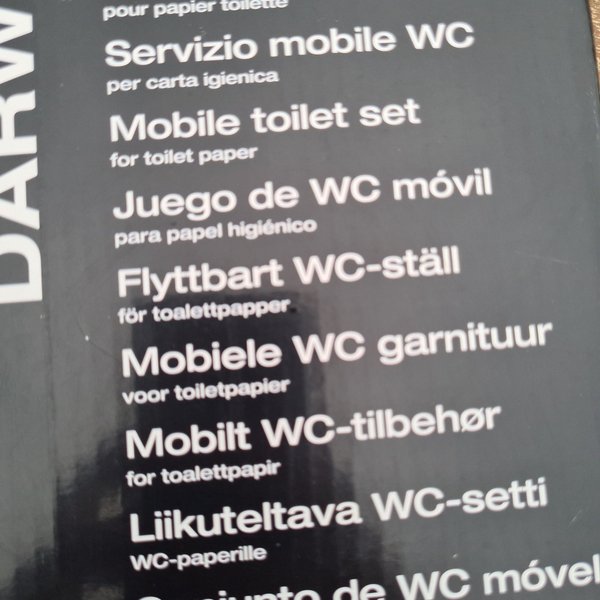 pour papier toilette
Servizio mobile WC
per carta igienica
Mobile toilet set
for toilet paper
Juego de WC móvil
para papel higiénico
Flyttbart WC-ställ
för toalettpapper
Mobiele WC garnituur
voor toiletpapier
Mobilt WC-tilbehør
for toalettpapir
Liikuteltava WC-setti
WC-paperille
Conjunto de WC móvel
DARW